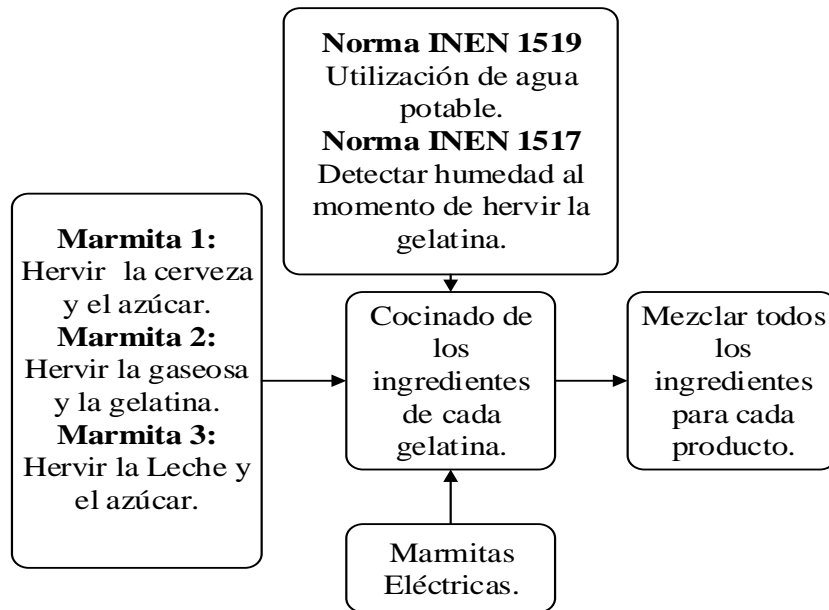 Norma INEN 1519
Utilización de agua
potable.
Norma INEN 1517
Detectar humedad al
momento de hervir la
gelatina.
Marmita 1:
Hervir la cerveza
y el azúcar.
Marmita 2:
Hervir la gaseosa
y la gelatina.
Marmita 3:
Hervir la Leche y
el azúcar.
Cocinado de
los
ingredientes
de cada
gelatina.
Mezclar todos
los
ingredientes
para cada
producto.
Marmitas
Eléctricas.